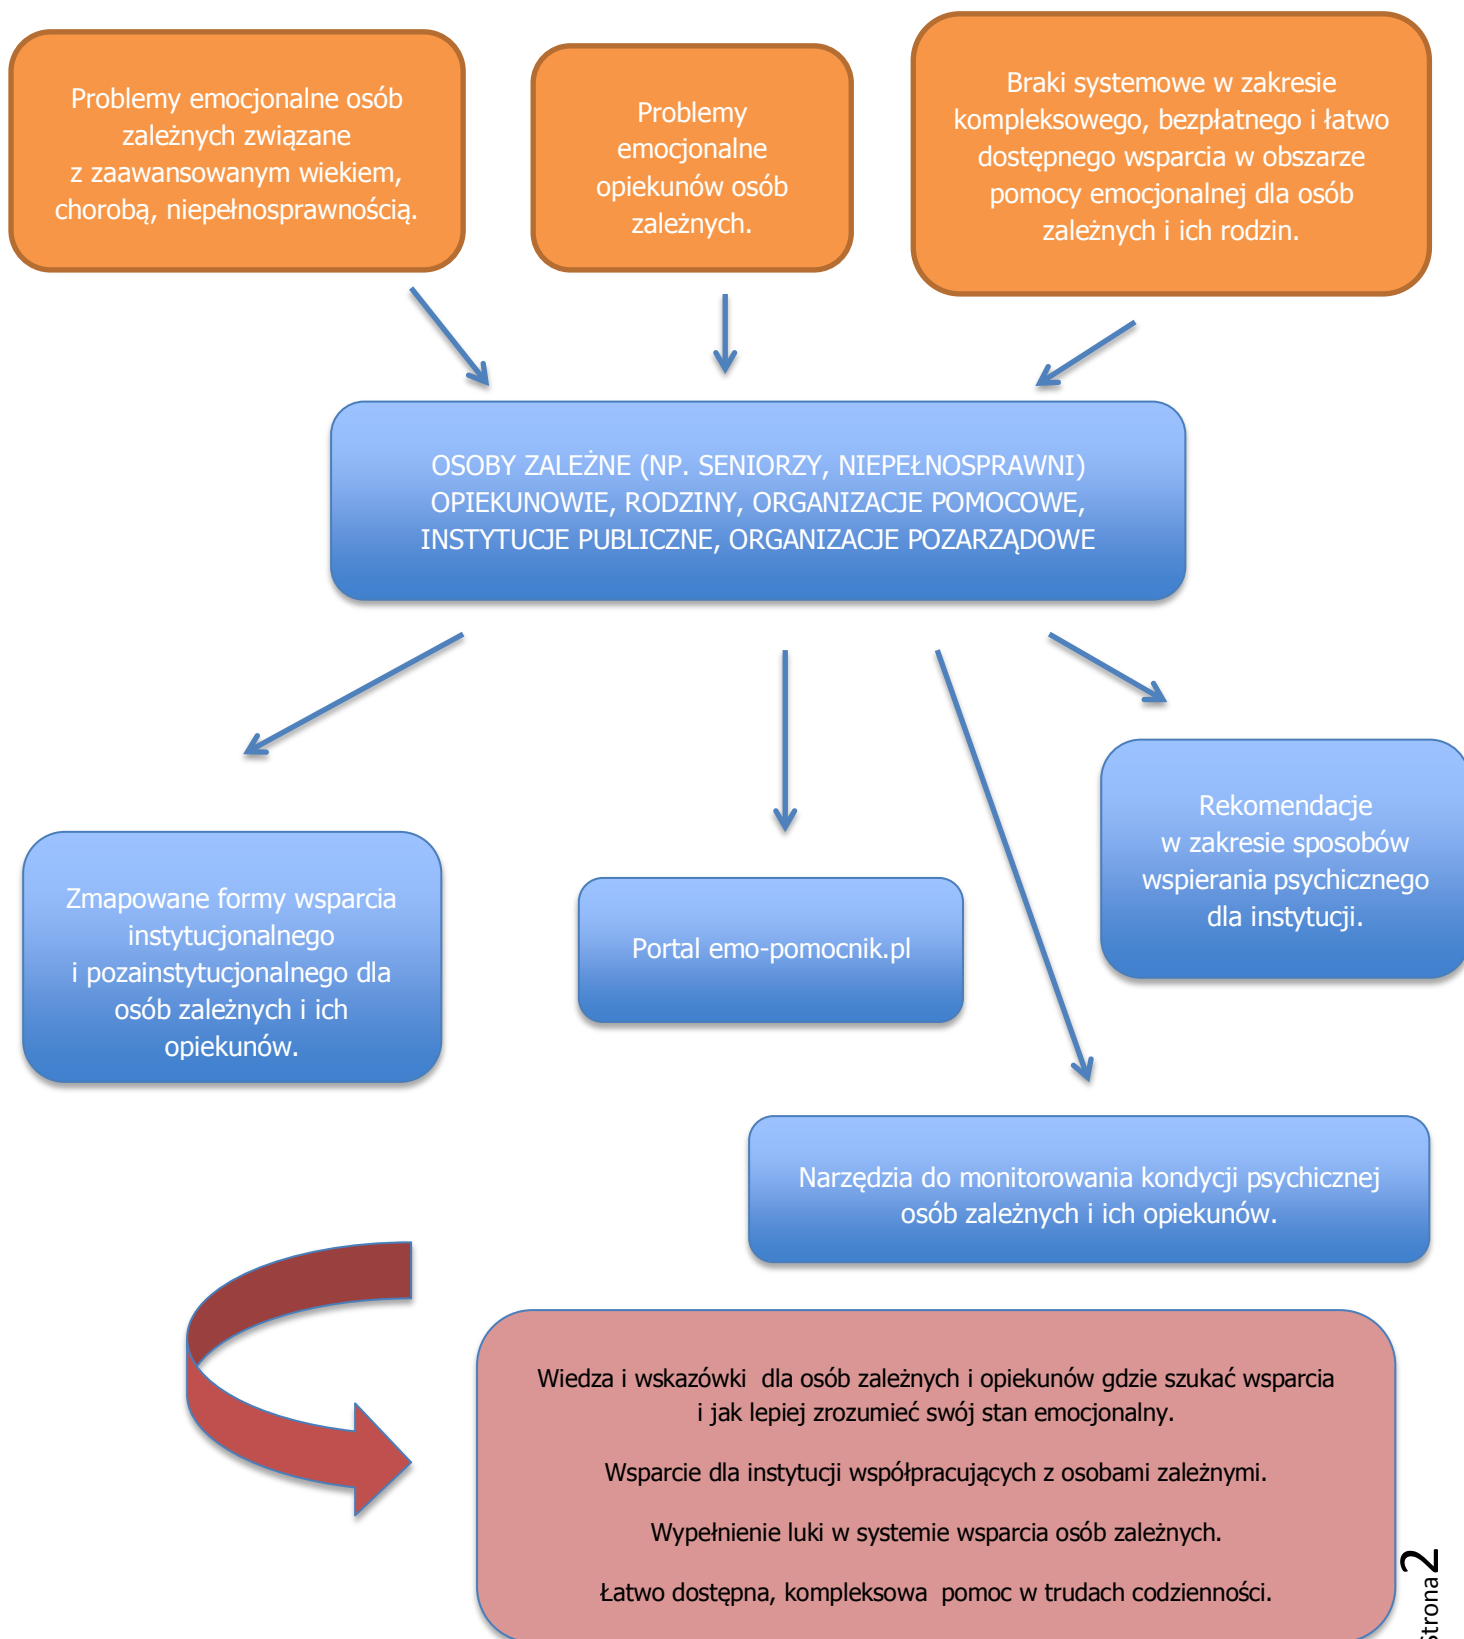 Problemy emocjonalne osób
zależnych związane
z zaawansowanym wiekiem,
chorobą, niepełnosprawnością.
Problemy
emocjonalne
opiekunów osób
zależnych.
Braki systemowe w zakresie
kompleksowego, bezpłatnego i łatwo
dostępnego wsparcia w obszarze
pomocy emocjonalnej dla osób
zależnych i ich rodzin.
OSOBY ZALEŻNE (NP. SENIORZY, NIEPEŁNOSPRAWNI)
OPIEKUNOWIE, RODZINY, ORGANIZACJE POMOCOWE,
INSTYTUCJE PUBLICZNE, ORGANIZACJE POZARZĄDOWE
Zmapowane formy wsparcia
instytucjonalnego
i pozainstytucjonalnego dla
osób zależnych i ich
opiekunów.
Portal emo-pomocnik.pl
Rekomendacje
w zakresie sposobów
wspierania psychicznego
dla instytucji.
Narzędzia do monitorowania kondycji psychicznej
osób zależnych i ich opiekunów.
Wiedza i wskazówki dla osób zależnych i opiekunów gdzie szukać wsparcia
i jak lepiej zrozumieć swój stan emocjonalny.
Wsparcie dla instytucji współpracujących z osobami zależnymi.
Wypełnienie luki w systemie wsparcia osób zależnych.
Łatwo dostępna, kompleksowa pomoc w trudach codzienności.
Strona 2